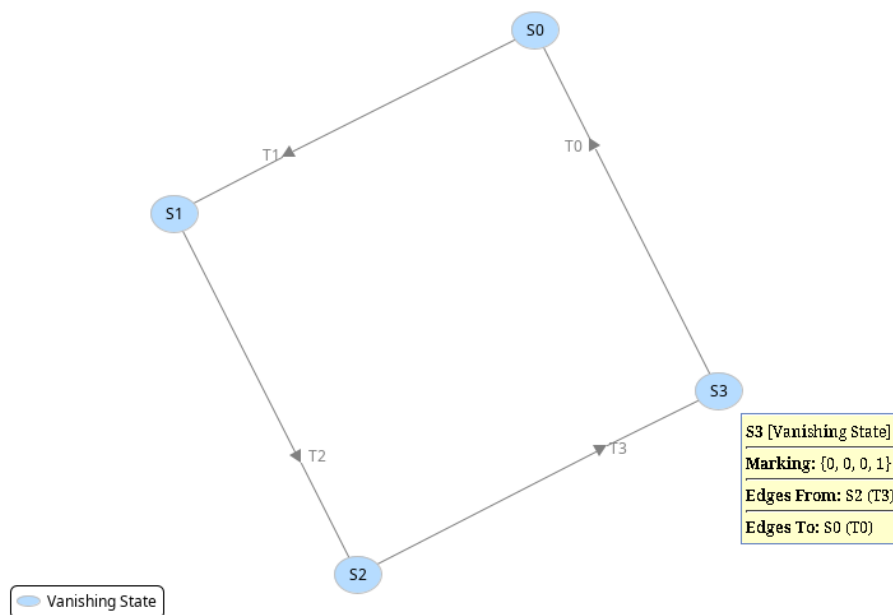 S0
T1
T0
S1
S3
T2
T3
S2
S3 [Vanishing State]
Marking: {0, 0, 0, 1}
Edges From: S2 (T3)
Edges To: S0 (T0)
Vanishing State